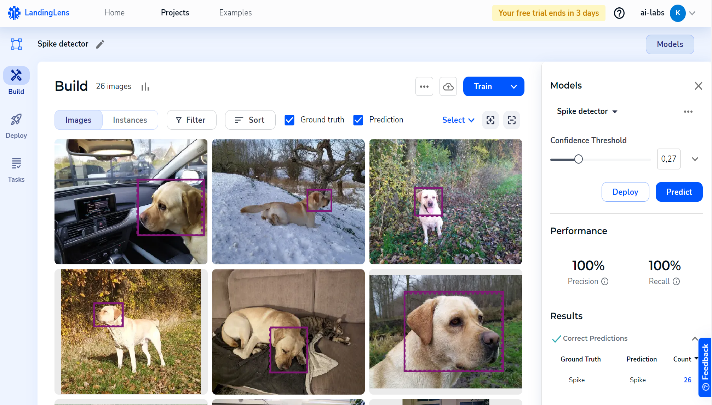 LandingLens
Home
Projects
Examples
Your free trial ends in 3 days
ai-labs
K
Spike detector
Models
Build
Deploy
Tasks
Build
26 images
Train
Images
Instances
Filter
Sort
Ground truth
Prediction
Select
Models
Spike detector
Confidence Threshold
0,27
Deploy
Predict
Performance
100%
100%
Precision
Recall
Results
Correct Predictions
Ground Truth
Prediction
Count
Spike
Spike
26
Feedback